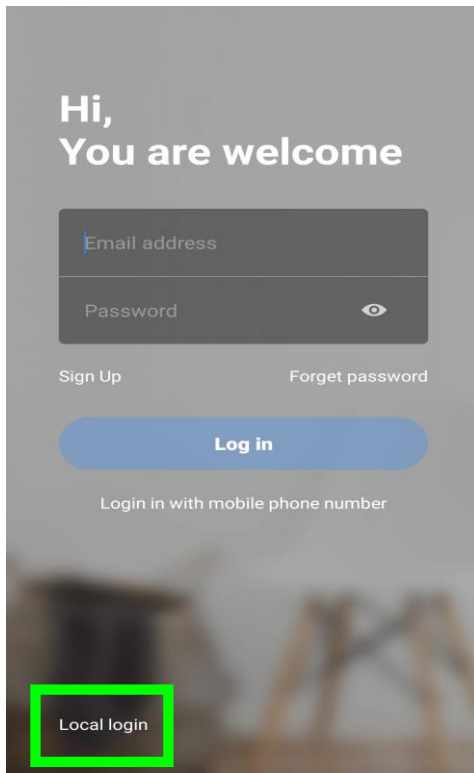 Hi,
You are welcome
Email address
Password
Sign Up
Forget password
Log in
Login in with mobile phone number
Local login